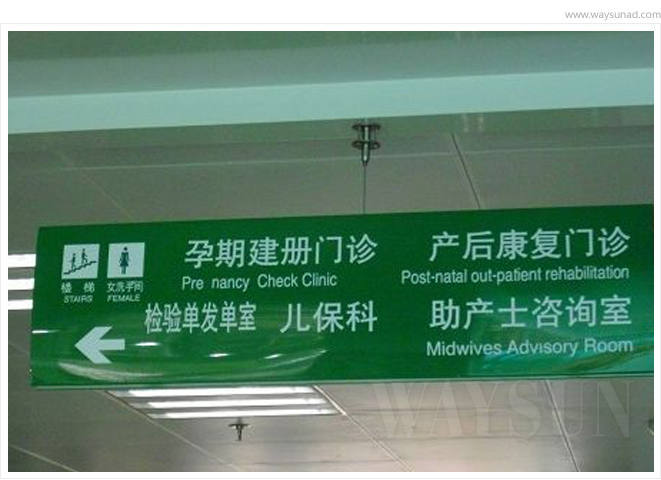 www.waysunad.com
孕期建册门诊 产后康复门诊
楼梯 女洗手间 Pre nancy Check Clinic Post-natal out-patient rehabilitation
STAIRS FEMALE
检验单发单室 儿保科 助产士咨询室
Midwives Advisory Room
WAYSUN